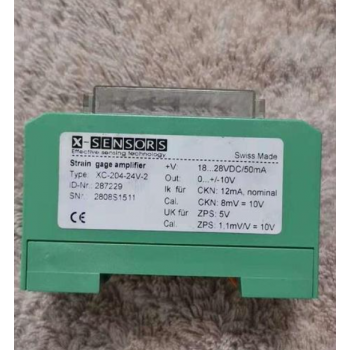 X-SENSORS
Effective sensing technology
Swiss Made
Strain gage amplifier +V 18...28VDC/50mA
Type: XC-204-24V-2 Out: 0...+/-10V
ID-Nr. 287229 Ik für CKN: 12mA, nominal
SN: 2808S1511 Cal. CKN: 8mV = 10V
UK für ZPS: 5V
CE Cal. ZPS: 1.1mV/V = 10V